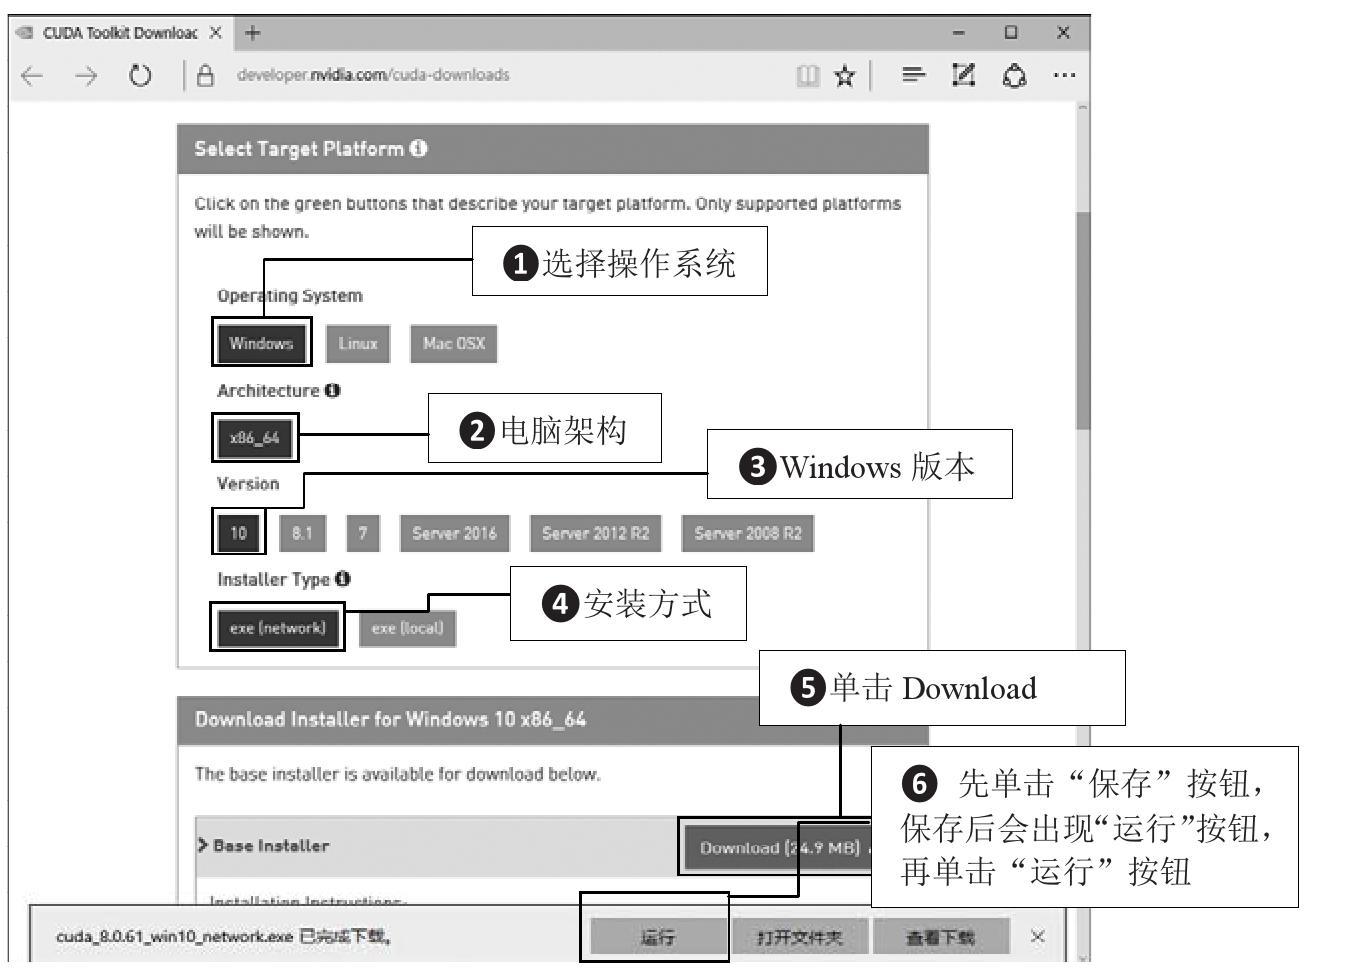 CUDA Toolkit Downloac
developer.nvidia.com/cuda-downloads
Select Target Platform
Click on the green buttons that describe your target platform. Only supported platforms
will be shown.
❶选择操作系统
Operating System
Windows Linux Mac OSX
Architecture
❷电脑架构
x86_64
❸Windows 版本
Version
10 8.1 7 Server 2016 Server 2012 R2 Server 2008 R2
Installer Type
❹安装方式
exe (network) exe (local)
❺单击 Download
Download Installer for Windows 10 x86_64
The base installer is available for download below.
❻ 先单击“保存”按钮，
保存后会出现“运行”按钮，
再单击“运行”按钮
Base Installer
Download (24.9 MB)
Installation Instructions:
cuda_8.0.61_win10_network.exe 已完成下载。
运行 打开文件夹 查看下载